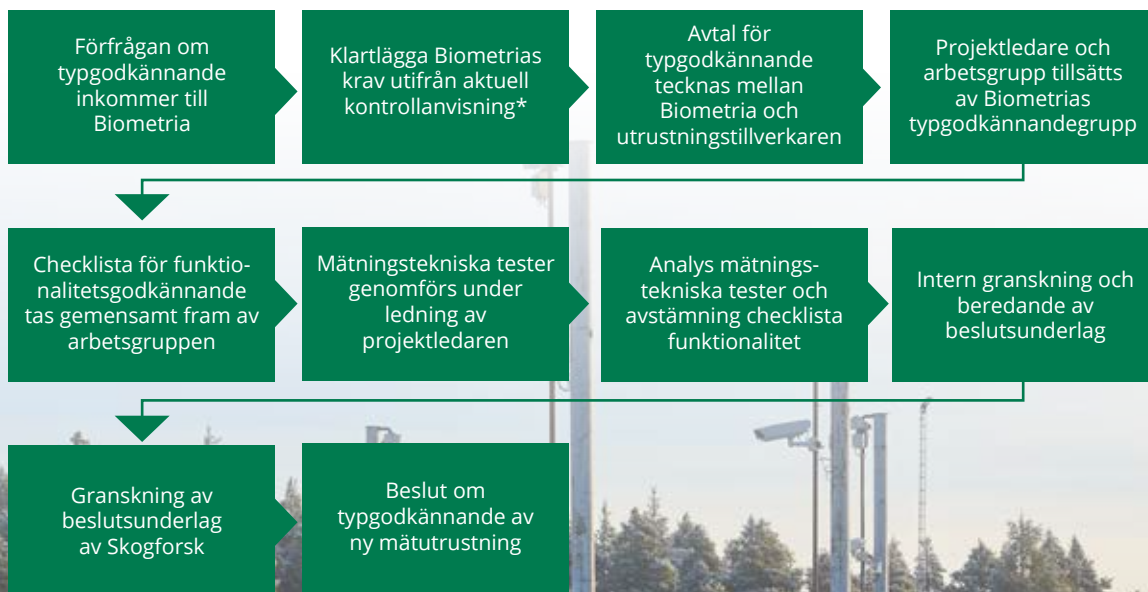 Förfrågan om
typgodkännande
inkommer till
Biometria
Klartlägga Biometrias
krav utifrån aktuell
kontrollanvisning*
Avtal för
typgodkännande
tecknas mellan
Biometria och
utrustningstillverkaren
Projektledare och
arbetsgrupp tillsätts
av Biometrias
typgodkännandegrupp
Checklista för funktio-
nalitetsgodkännande
tas gemensamt fram av
arbetsgruppen
Mätningstekniska tester
genomförs under
ledning av
projektledaren
Analys mätnings-
tekniska tester och
avstämning checklista
funktionalitet
Intern granskning och
beredande av
beslutsunderlag
Granskning av
beslutsunderlag
av Skogforsk
Beslut om
typgodkännande av
ny mätutrustning